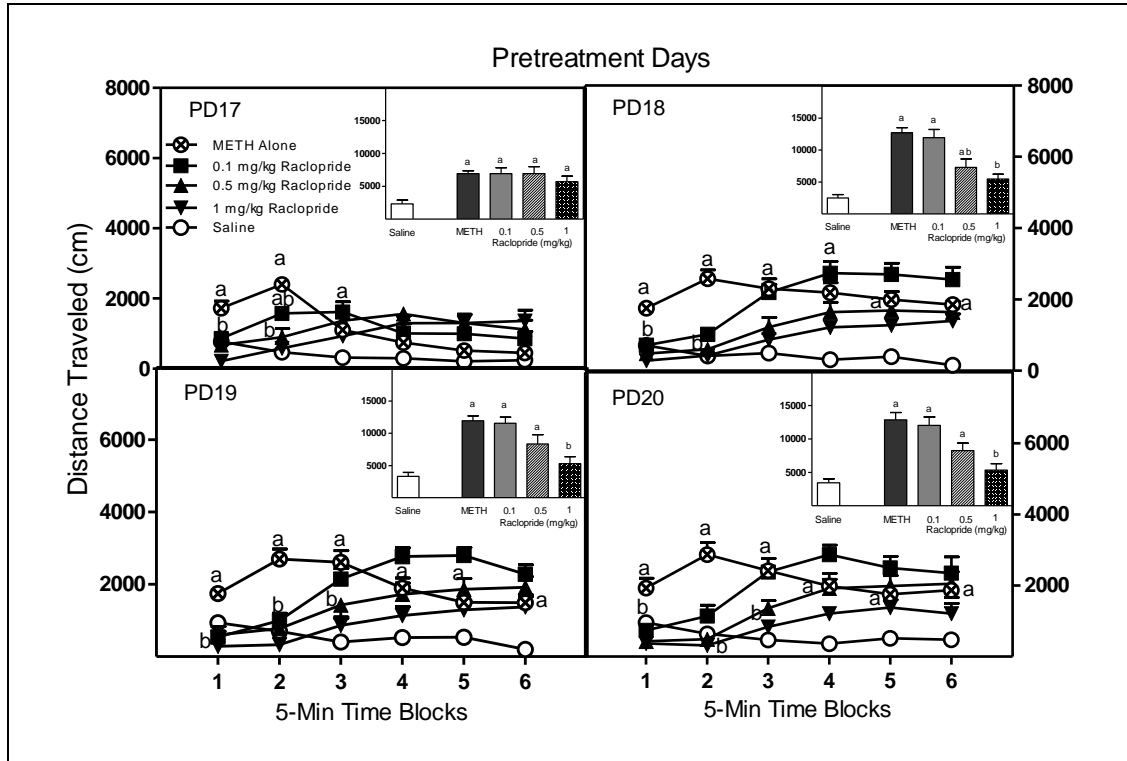 Pretreatment Days
Distance Traveled (cm)
8000
6000
4000
2000
0
PD17
METH Alone
0.1 mg/kg Raclopride
0.5 mg/kg Raclopride
1 mg/kg Raclopride
Saline
15000
10000
5000
a a a a
Saline METH 0.1 0.5 1
Raclopride (mg/kg)
a
a
ab
a
b
b
PD18
15000
10000
5000
a a ab b
Saline METH 0.1 0.5 1
Raclopride (mg/kg)
a
a
a
a
a
a
b
b
8000
6000
4000
2000
0
PD19
6000
4000
2000
15000
10000
5000
a a a b
Saline METH 0.1 0.5 1
Raclopride (mg/kg)
a
a
a
a
a
a
b
b
b
1 2 3 4 5 6
5-Min Time Blocks
PD20
15000
10000
5000
a a a b
Saline METH 0.1 0.5 1
Raclopride (mg/kg)
a
a
a
a
a
a
b
b
b
6000
4000
2000
1 2 3 4 5 6
5-Min Time Blocks